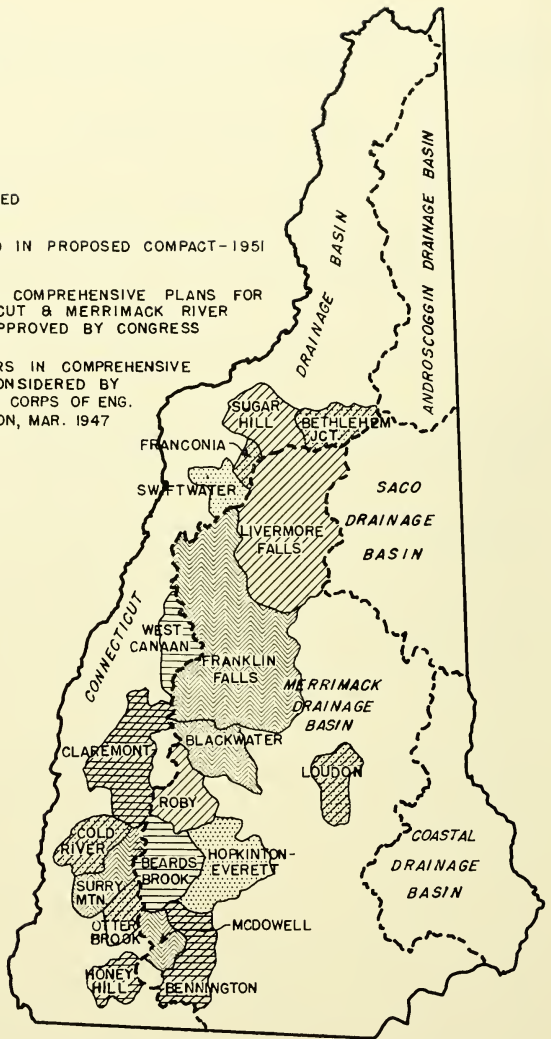 ED
D IN PROPOSED COMPACT-1951
COMPREHENSIVE PLANS FOR
CUT & MERRIMACK RIVER
PPROVED BY CONGRESS
RS IN COMPREHENSIVE
ONSIDERED BY
CORPS OF ENG.
ON, MAR. 1947
DRAINAGE BASIN
ANDROSCOGGIN DRAINAGE BASIN
SUGAR
HILL
BETHLEHEM
JCT.
FRANCONIA
SWIFTWATER
SACO
DRAINAGE
BASIN
LIVERMORE
FALLS
CONNECTICUT
WEST
CANAAN
FRANKLIN
FALLS
MERRIMACK
DRAINAGE
BASIN
BLACKWATER
CLAREMONT
LOUDON
ROBY
COLD
RIVER
BEARDS
BROOK
HOPKINTON-
EVERETT
COASTAL
DRAINAGE
BASIN
SURRY
MTN.
OTTER
BROOK
MCDOWELL
HONEY
HILL
BENNINGTON